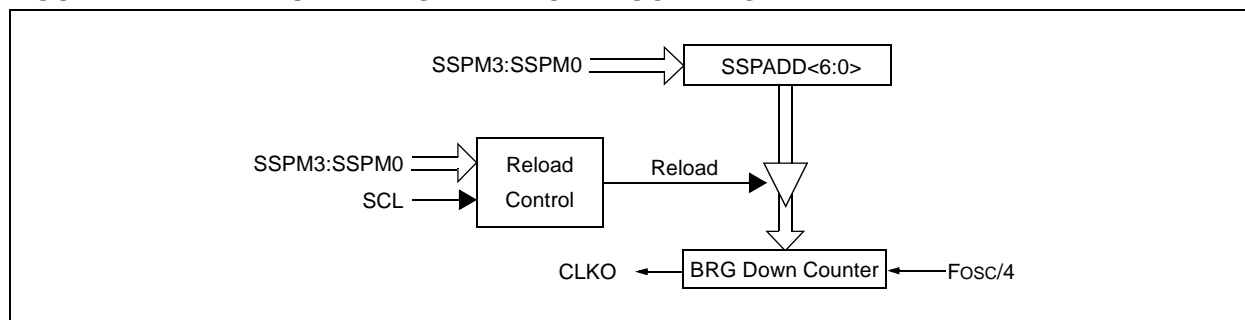 SSPM3:SSPM0
SSPADD<6:0>
SSPM3:SSPM0
SCL
Reload
Control
Reload
CLKO
BRG Down Counter
FOSC/4